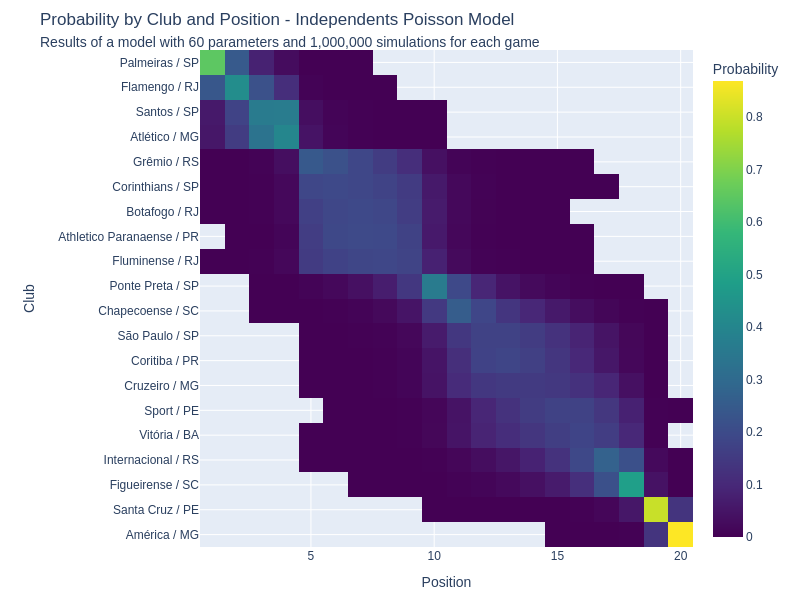 Probability by Club and Position - Independents Poisson Model
Results of a model with 60 parameters and 1,000,000 simulations for each game
Probability
Palmeiras / SP
Flamengo / RJ
Santos / SP
Atlético / MG
Grêmio / RS
Corinthians / SP
Botafogo / RJ
Athletico Paranaense / PR
Fluminense / RJ
Ponte Preta / SP
Chapecoense / SC
São Paulo / SP
Coritiba / PR
Cruzeiro / MG
Sport / PE
Vitória / BA
Internacional / RS
Figueirense / SC
Santa Cruz / PE
América / MG
Club
5
10
15
20
Position
0.8
0.7
0.6
0.5
0.4
0.3
0.2
0.1
0